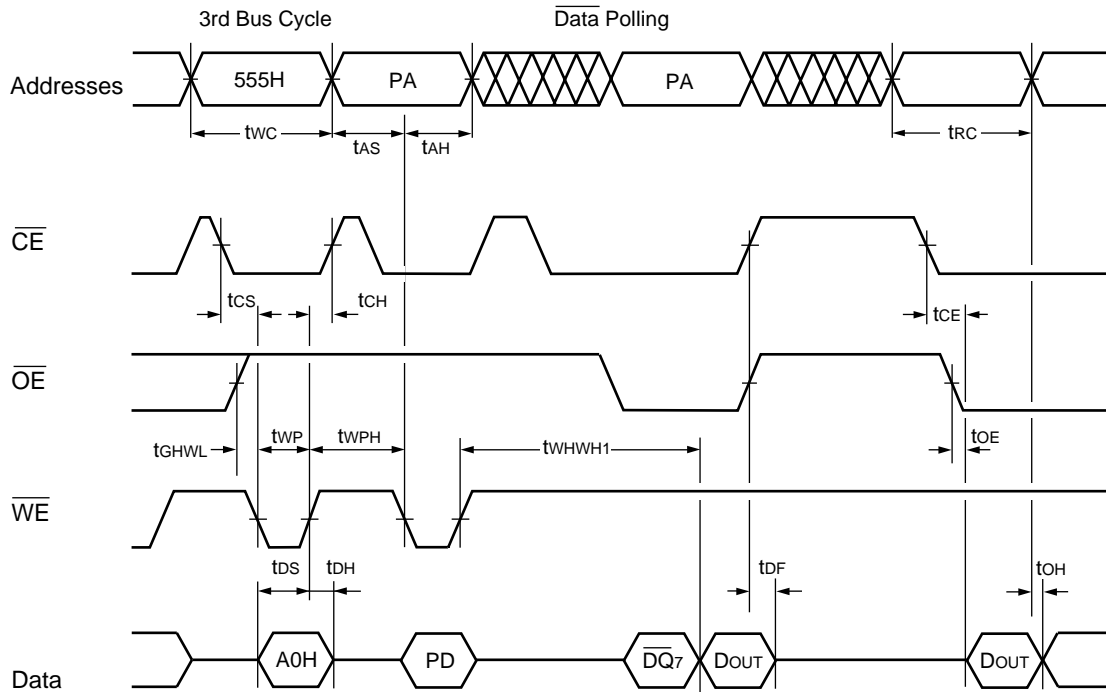 3rd Bus Cycle Data Polling
Addresses 555H PA PA
tWC tAS tAH tRC
CE
tCS tCH tCE
OE
tGHWL tWP tWPH tWHWH1 tOE
WE
tDS tDH tDF tOH
Data A0H PD DQ7 DOUT DOUT